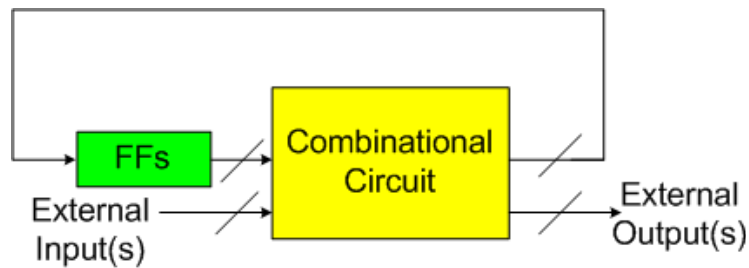 FFs
Combinational
Circuit
External
Input(s)
External
Output(s)